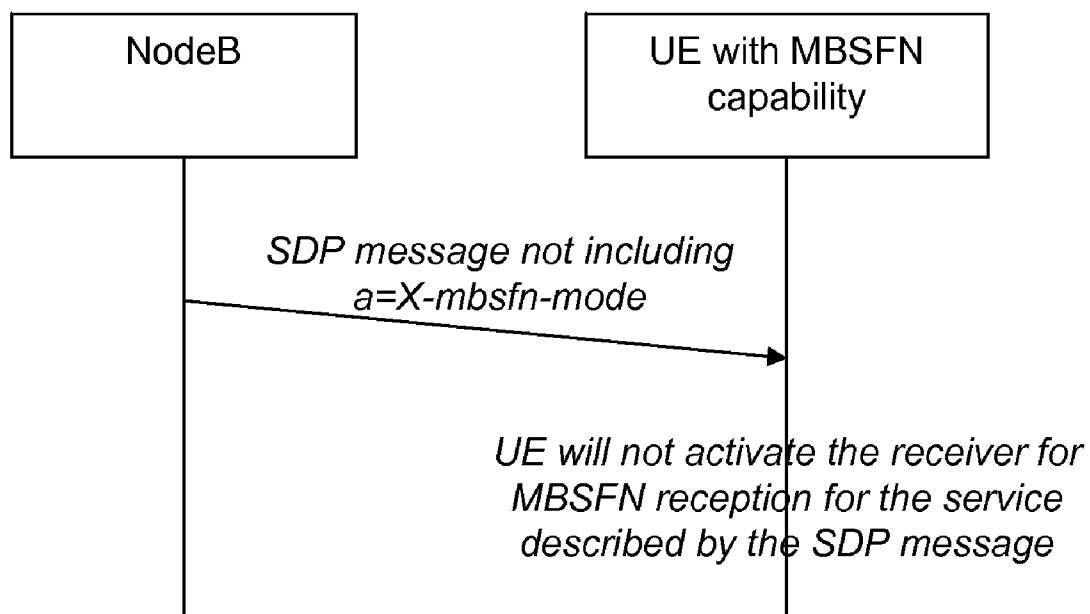 NodeB
UE with MBSFN
capability
SDP message not including
a=X-mbsfn-mode
UE will not activate the receiver for
MBSFN reception for the service
described by the SDP message